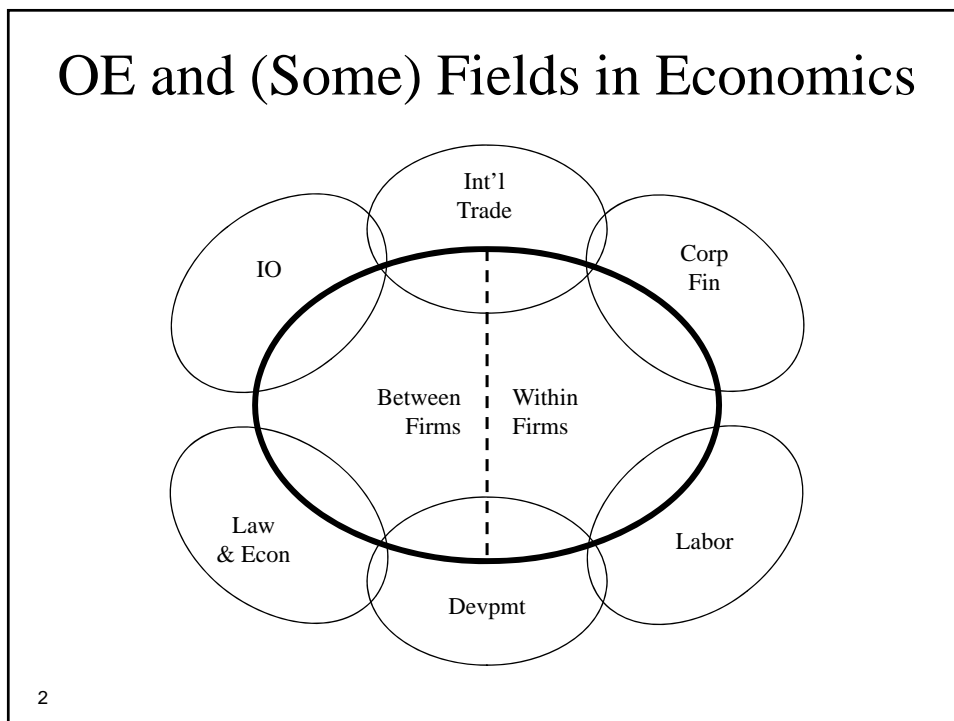 OE and (Some) Fields in Economics
Int'l
Trade
IO
Corp
Fin
Between
Firms
Within
Firms
Law
& Econ
Labor
Devpmt
2